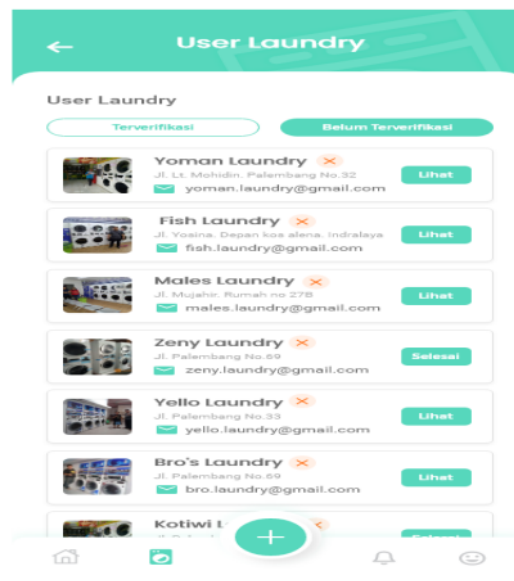 User Laundry
User Laundry
Terverifikasi
Belum Terverifikasi
Yoman Laundry
Jl. Lt. Mohidin. Palembang No.32
Lihat
yoman.laundry@gmail.com
Fish Laundry
Jl. Yosina. Depan kos alena. Indralaya
Lihat
fish.laundry@gmail.com
Males Laundry
Jl. Mujahir. Rumah no 27B
Lihat
males.laundry@gmail.com
Zeny Laundry
Jl. Palembang No.69
Selesai
zeny.laundry@gmail.com
Yello Laundry
Jl. Palembang No.33
Lihat
yello.laundry@gmail.com
Bro's Laundry
Jl. Palembang No.69
Lihat
bro.laundry@gmail.com
Kotiwi L